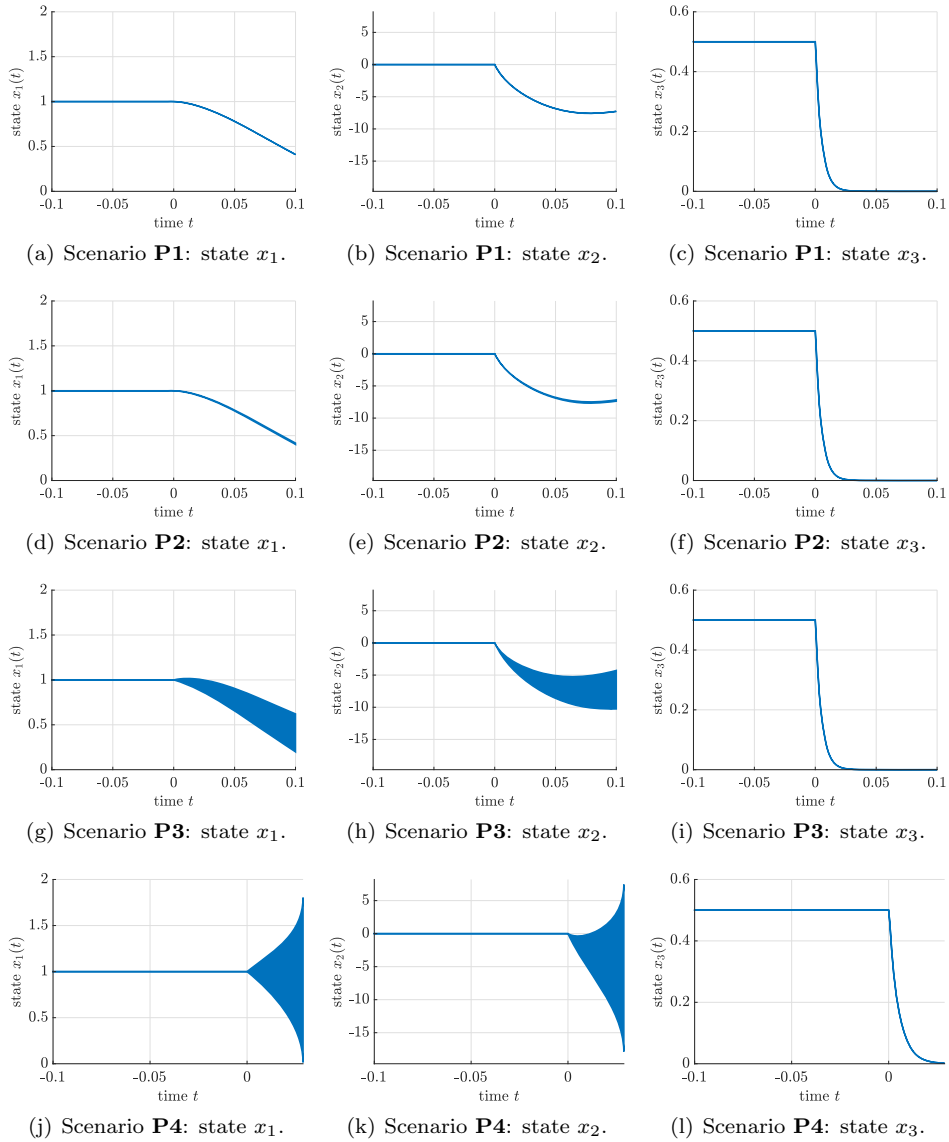 2
1.5
1
0.5
0
state x₁(t)
-0.1 -0.05 0 0.05 0.1
time t
(a) Scenario P1: state x₁.
5
0
-5
-10
-15
state x₂(t)
-0.1 -0.05 0 0.05 0.1
time t
(b) Scenario P1: state x₂.
0.6
0.4
0.2
0
state x₃(t)
-0.1 -0.05 0 0.05 0.1
time t
(c) Scenario P1: state x₃.
2
1.5
1
0.5
0
state x₁(t)
-0.1 -0.05 0 0.05 0.1
time t
(d) Scenario P2: state x₁.
5
0
-5
-10
-15
state x₂(t)
-0.1 -0.05 0 0.05 0.1
time t
(e) Scenario P2: state x₂.
0.6
0.4
0.2
0
state x₃(t)
-0.1 -0.05 0 0.05 0.1
time t
(f) Scenario P2: state x₃.
2
1.5
1
0.5
0
state x₁(t)
-0.1 -0.05 0 0.05 0.1
time t
(g) Scenario P3: state x₁.
5
0
-5
-10
-15
state x₂(t)
-0.1 -0.05 0 0.05 0.1
time t
(h) Scenario P3: state x₂.
0.6
0.4
0.2
0
state x₃(t)
-0.1 -0.05 0 0.05 0.1
time t
(i) Scenario P3: state x₃.
2
1.5
1
0.5
0
state x₁(t)
-0.1 -0.05 0
time t
(j) Scenario P4: state x₁.
5
0
-5
-10
-15
state x₂(t)
-0.1 -0.05 0
time t
(k) Scenario P4: state x₂.
0.6
0.4
0.2
0
state x₃(t)
-0.1 -0.05 0
time t
(l) Scenario P4: state x₃.